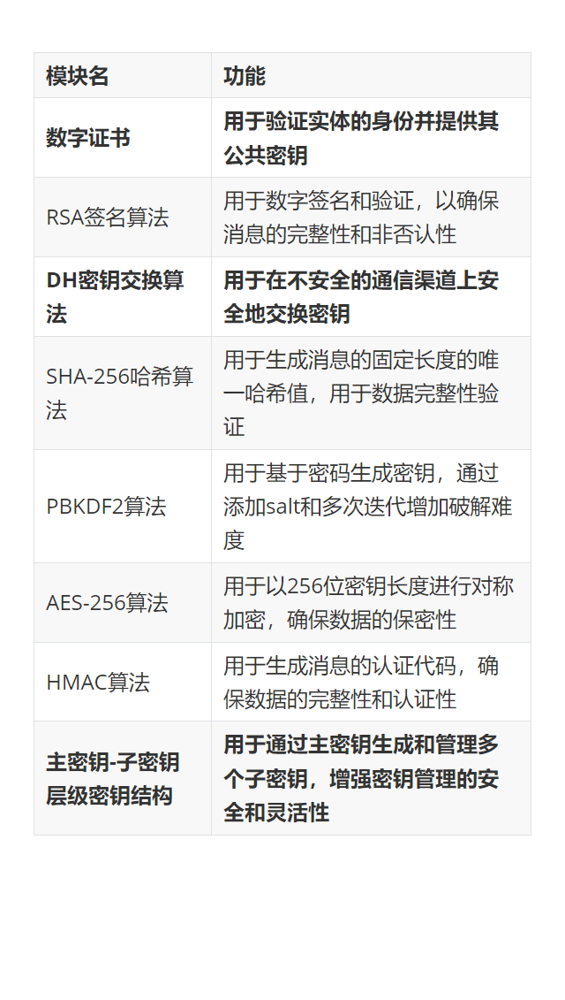 模块名
功能
数字证书
用于验证实体的身份并提供其
公共密钥
RSA签名算法
用于数字签名和验证，以确保
消息的完整性和非否认性
DH密钥交换算
法
用于在不安全的通信渠道上安
全地交换密钥
SHA-256哈希算
法
用于生成消息的固定长度的唯
一哈希值，用于数据完整性验
证
PBKDF2算法
用于基于密码生成密钥，通过
添加salt和多次迭代增加破解难
度
AES-256算法
用于以256位密钥长度进行对称
加密，确保数据的保密性
HMAC算法
用于生成消息的认证代码，确
保数据的完整性和认证性
主密钥-子密钥
层级密钥结构
用于通过主密钥生成和管理多
个子密钥，增强密钥管理的安
全和灵活性